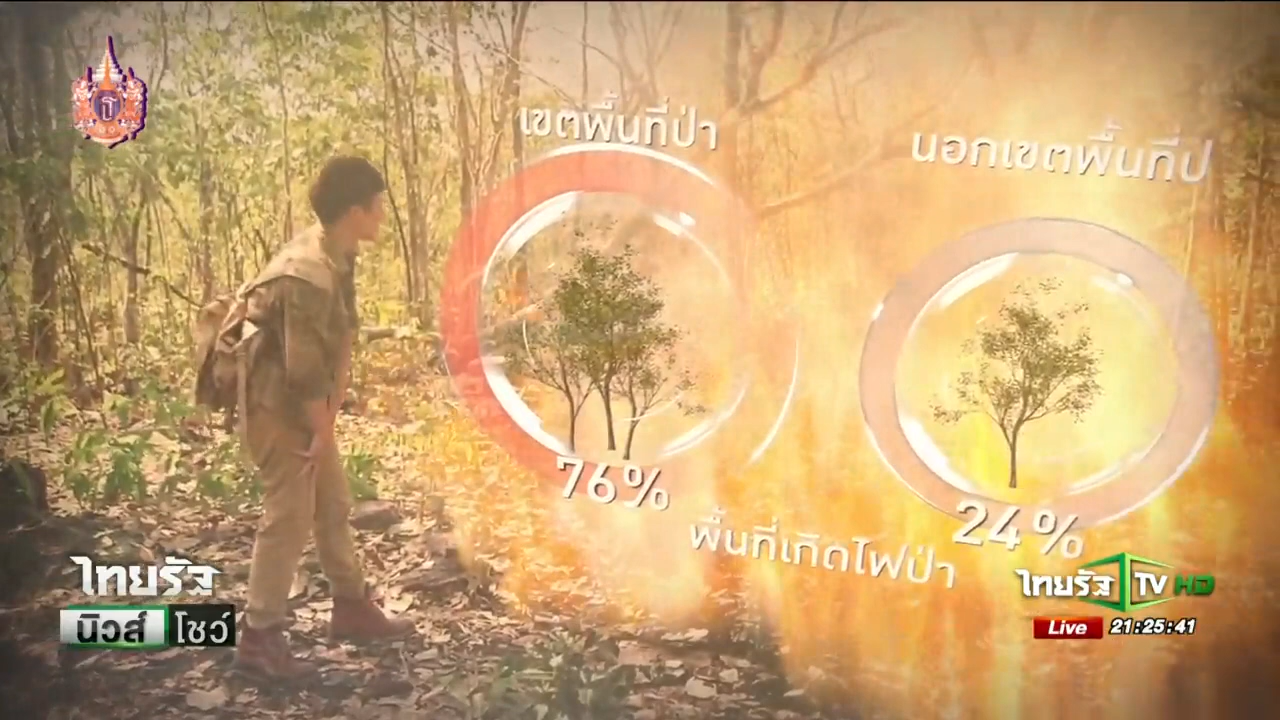 เขตพื้นที่ป่า
นอกเขตพื้นที่ป
76%
24%
พื้นที่เกิดไฟป่า
ไทยรัฐ
นิวส์ โชว์
ไทยรัฐ TV HD
Live 21:25:41